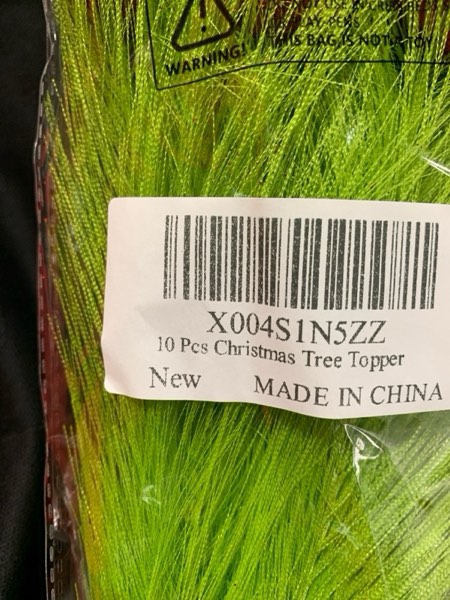 WARNING!
THIS BAG IS NOT A TOY
X004S1N5ZZ
10 Pcs Christmas Tree Topper
New
MADE IN CHINA